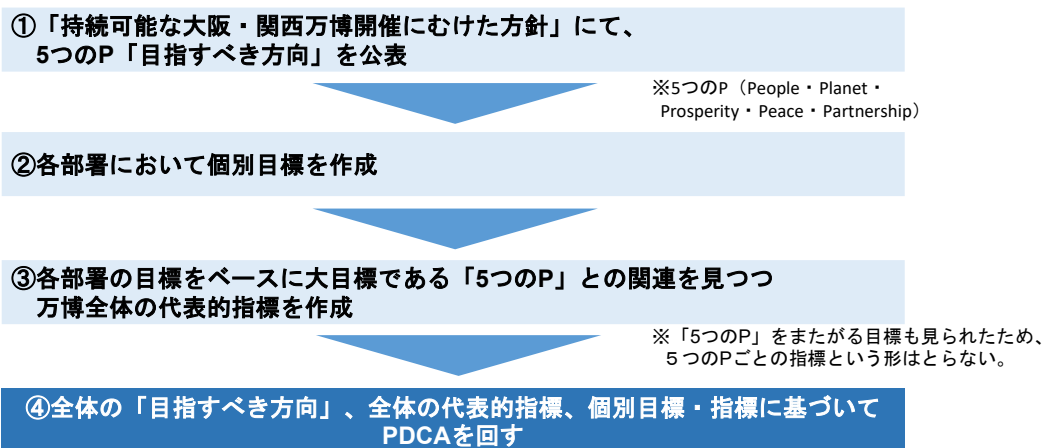 ①「持続可能な大阪・関西万博開催にむけた方針」にて、
5つのP「目指すべき方向」を公表
※5つのP（People・Planet・
Prosperity・Peace・Partnership）
②各部署において個別目標を作成
③各部署の目標をベースに大目標である「5つのP」との関連を見つつ
万博全体の代表的指標を作成
※「5つのP」をまたがる目標も見られたため、
５つのPごとの指標という形はとらない。
④全体の「目指すべき方向」、全体の代表的指標、個別目標・指標に基づいて
PDCAを回す